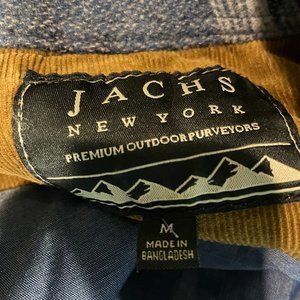 JACHS
NEW YORK
PREMIUM OUTDOOR PURVEYORS
M
MADE IN
BANGLADESH